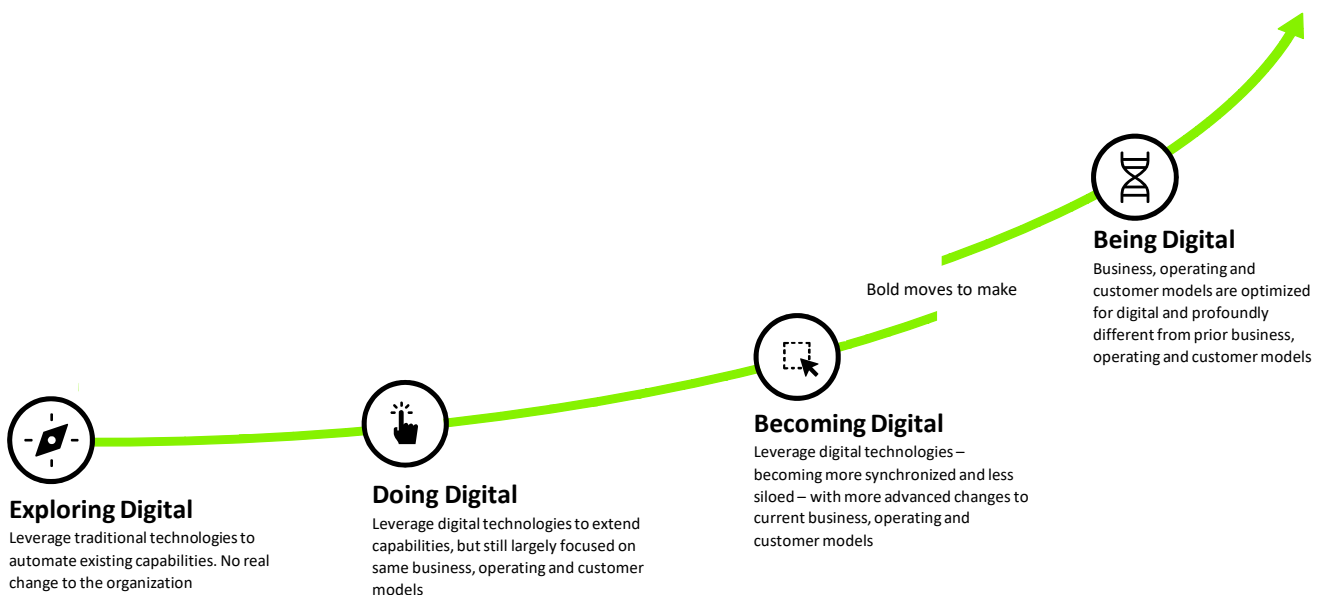 Exploring Digital
Leverage traditional technologies to
automate existing capabilities. No real
change to the organization
Doing Digital
Leverage digital technologies to extend
capabilities, but still largely focused on
same business, operating and customer
models
Becoming Digital
Leverage digital technologies –
becoming more synchronized and less
siloed – with more advanced changes to
current business, operating and
customer models
Bold moves to make
Being Digital
Business, operating and
customer models are optimized
for digital and profoundly
different from prior business,
operating and customer models